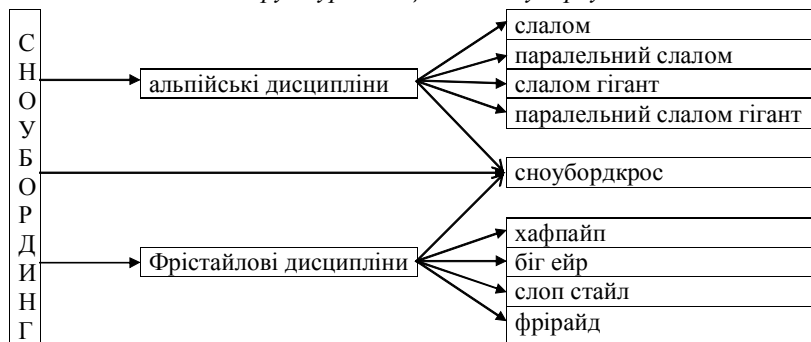 СНОУБОРДИНГ
альпійські дисципліни
Фрістайлові дисципліни
слалом
паралельний слалом
слалом гігант
паралельний слалом гігант
сноубордкрос
хафпайп
біг ейр
слоп стайл
фрірайд